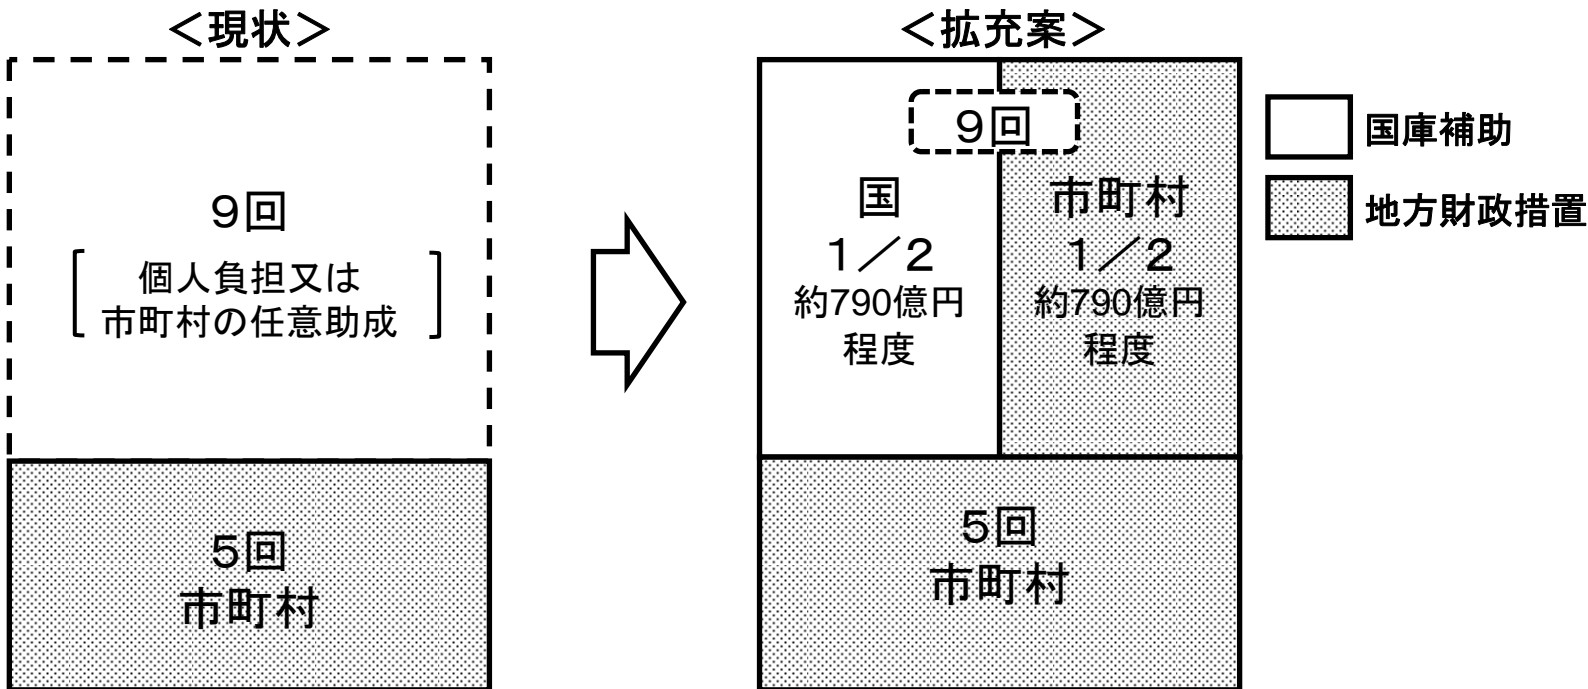 ＜現状＞
9回
個人負担又は
市町村の任意助成
5回
市町村
＜拡充案＞
9回
国
1／2
約790億円
程度
市町村
1／2
約790億円
程度
5回
市町村
国庫補助
地方財政措置